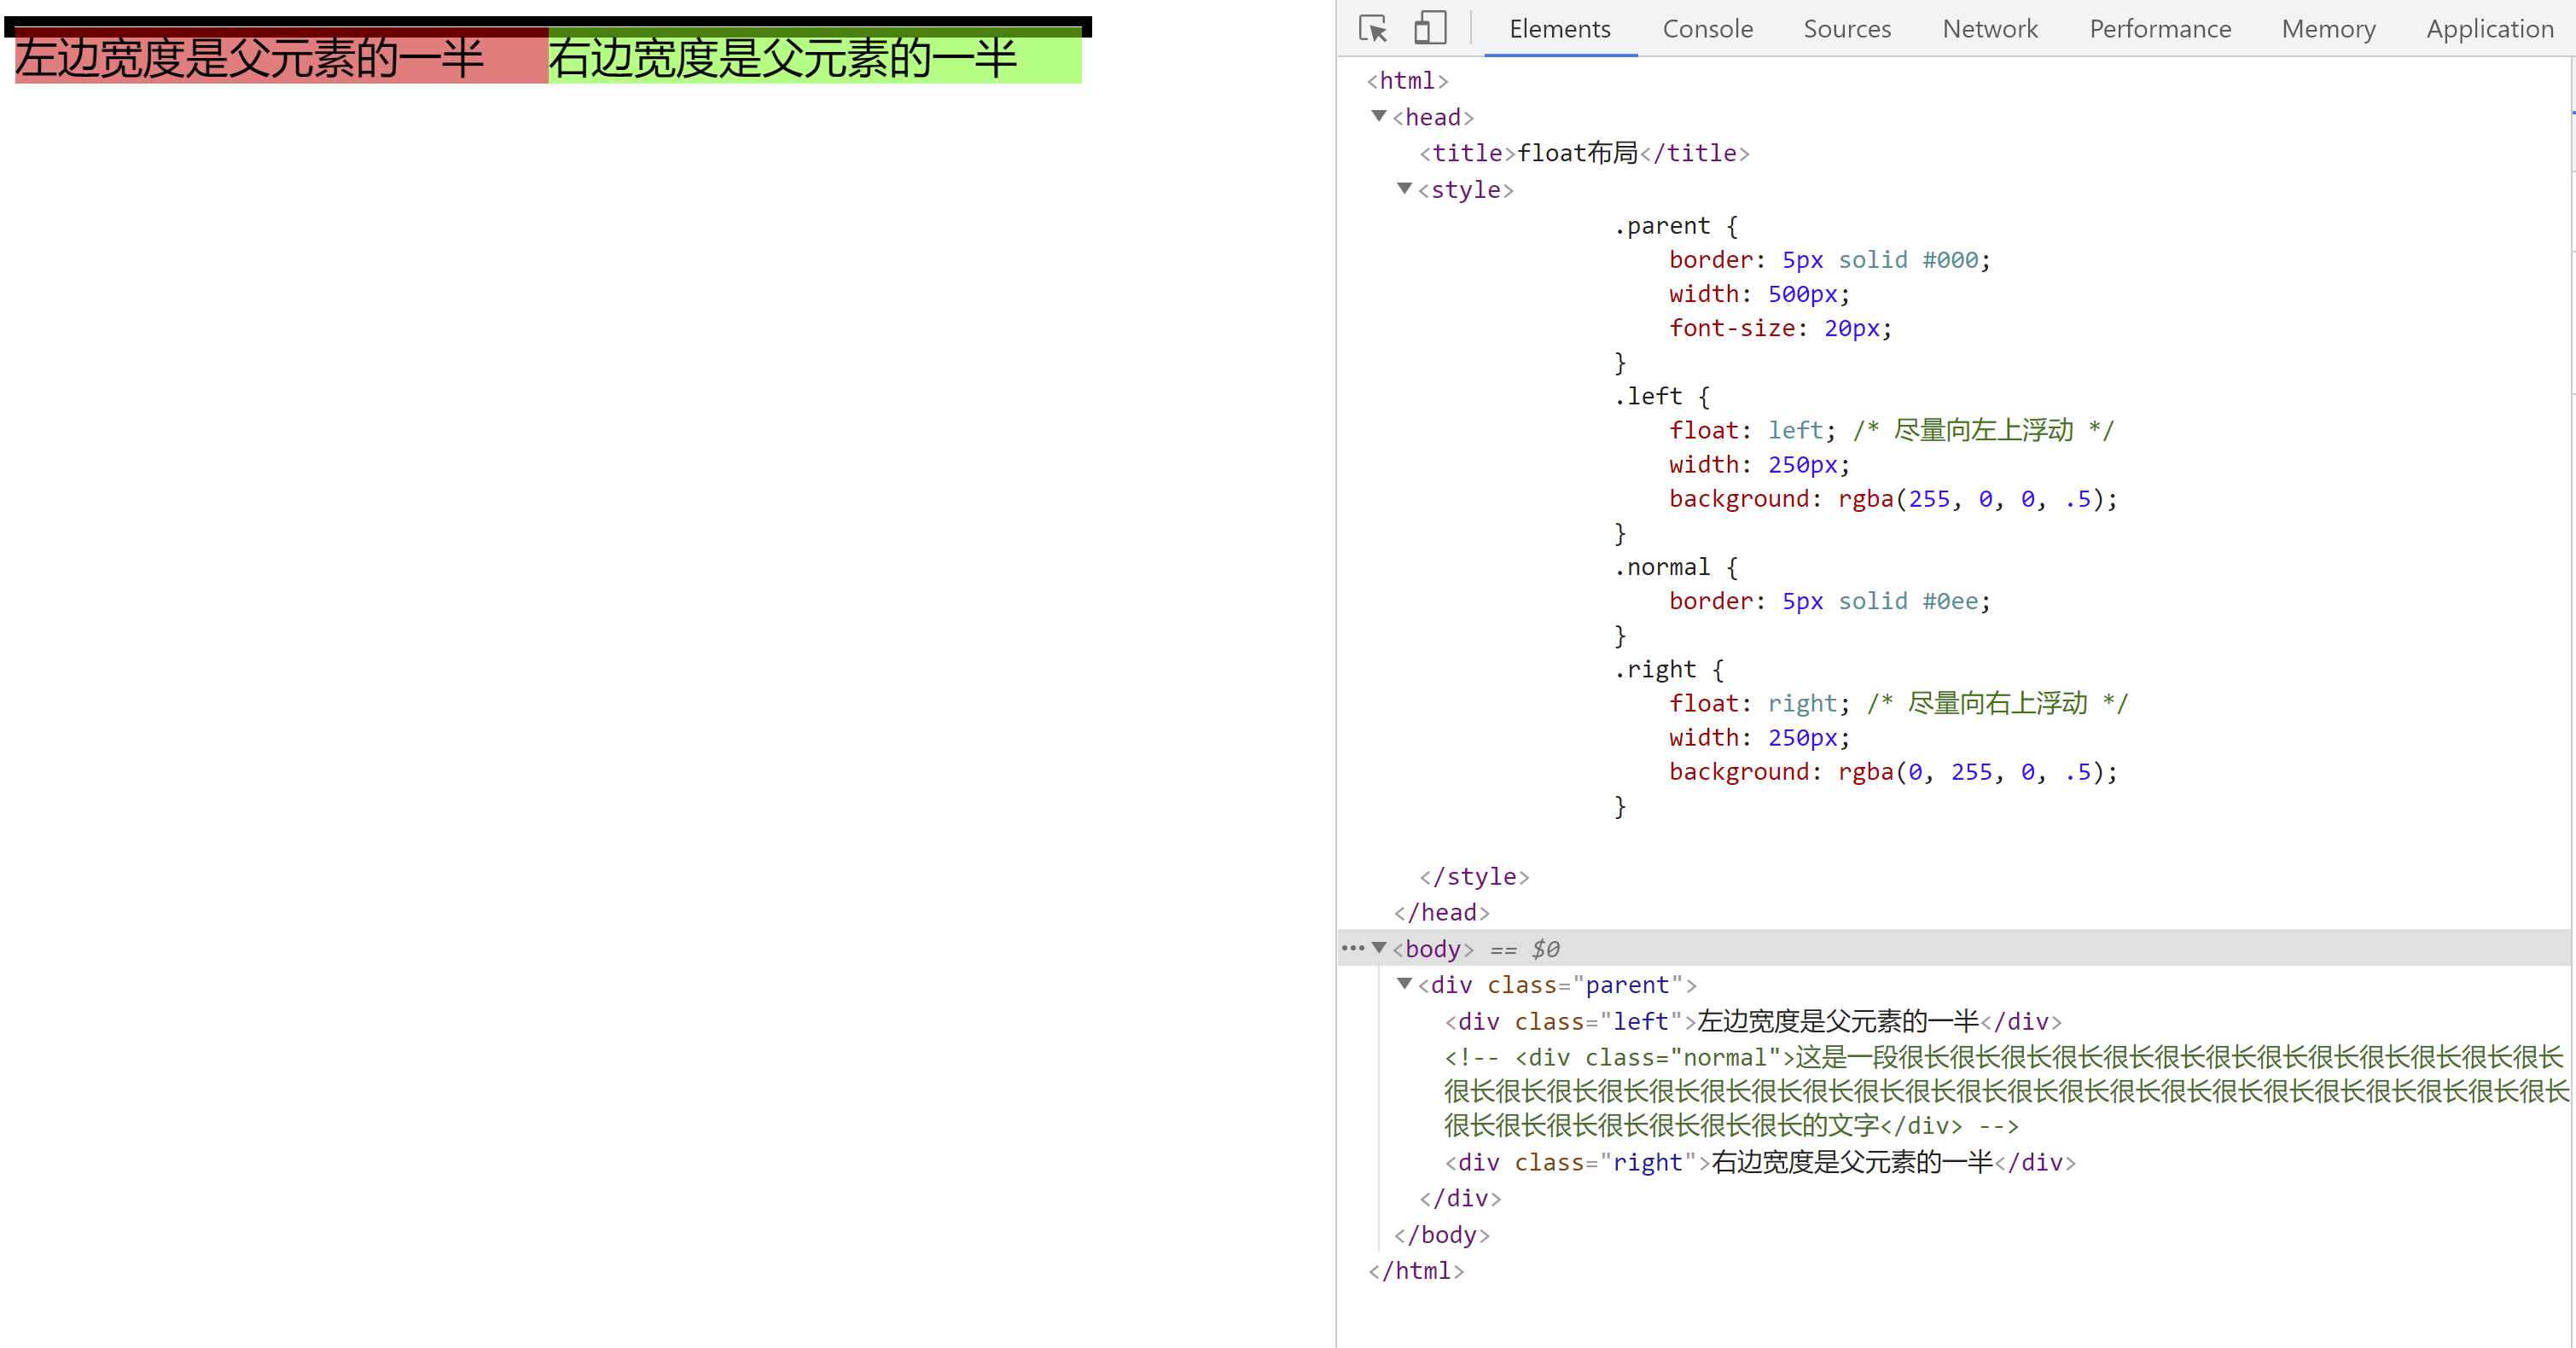 左边宽度是父元素的一半 右边宽度是父元素的一半
Elements Console Sources Network Performance Memory Application
<html>
<head>
<title>float布局</title>
<style>
.parent {
border: 5px solid #000;
width: 500px;
font-size: 20px;
}
.left {
float: left; /* 尽量向左上浮动 */
width: 250px;
background: rgba(255, 0, 0, .5);
}
.normal {
border: 5px solid #0ee;
}
.right {
float: right; /* 尽量向右上浮动 */
width: 250px;
background: rgba(0, 255, 0, .5);
}
</style>
</head>
<body> == $0
<div class="parent">
<div class="left">左边宽度是父元素的一半</div>
<!-- <div class="normal">这是一段很长很长很长很长很长很长很长很长很长很长很长很长很长
很长很长很长很长很长很长很长很长很长很长很长很长很长很长很长很长很长很长很长很长很长很长
很长很长很长很长很长很长很长的文字</div> -->
<div class="right">右边宽度是父元素的一半</div>
</div>
</body>
</html>